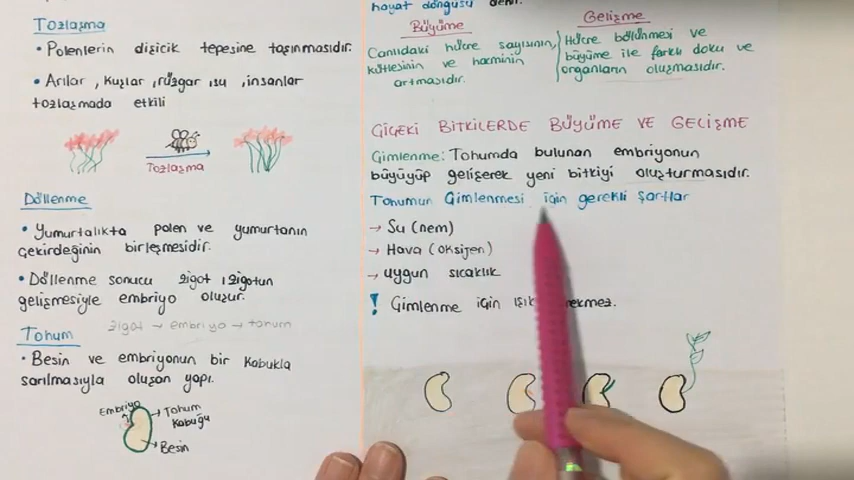 Tozlaşma
• Polenlerin dişicik tepesine taşınmasıdır.
• Arılar, kuşlar, rüzgar, su, insanlar
tozlaşmada etkili
Tozlaşma
Döllenme
• Yumurtalıkta polen ve yumurtanın
çekirdeğinin birleşmesidir.
• Döllenme sonucu zigot, zigotun
gelişmesiyle embriyo oluşur.
zigot → embriyo → tohum
Tohum
• Besin ve embriyonun bir kabukla
sarılmasıyla oluşan yapı.
Embriyo
Tohum
Kabuğu
Besin
hayat döngüsü denir.
Büyüme
Canlıdaki hücre sayısının,
kütlesinin ve hacminin
artmasıdır.
Gelişme
Hücre bölünmesi ve
büyüme ile farklı doku ve
organların oluşmasıdır.
ÇİÇEKİ BİTKİLERDE BÜYÜME VE GELİŞME
Çimlenme: Tohumda bulunan embriyonun
büyüyüp gelişerek yeni bitkiyi oluşturmasıdır.
Tohumun Çimlenmesi için gerekli şartlar
→ Su (nem)
→ Hava (oksijen)
→ uygun sıcaklık
! Çimlenme için